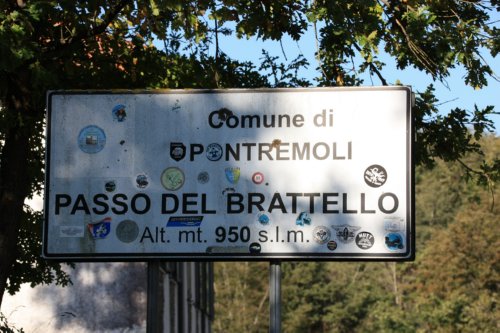 Comune di
PONTREMOLI
PASSO DEL BRATTELLO
Alt. mt. 950 s.l.m.